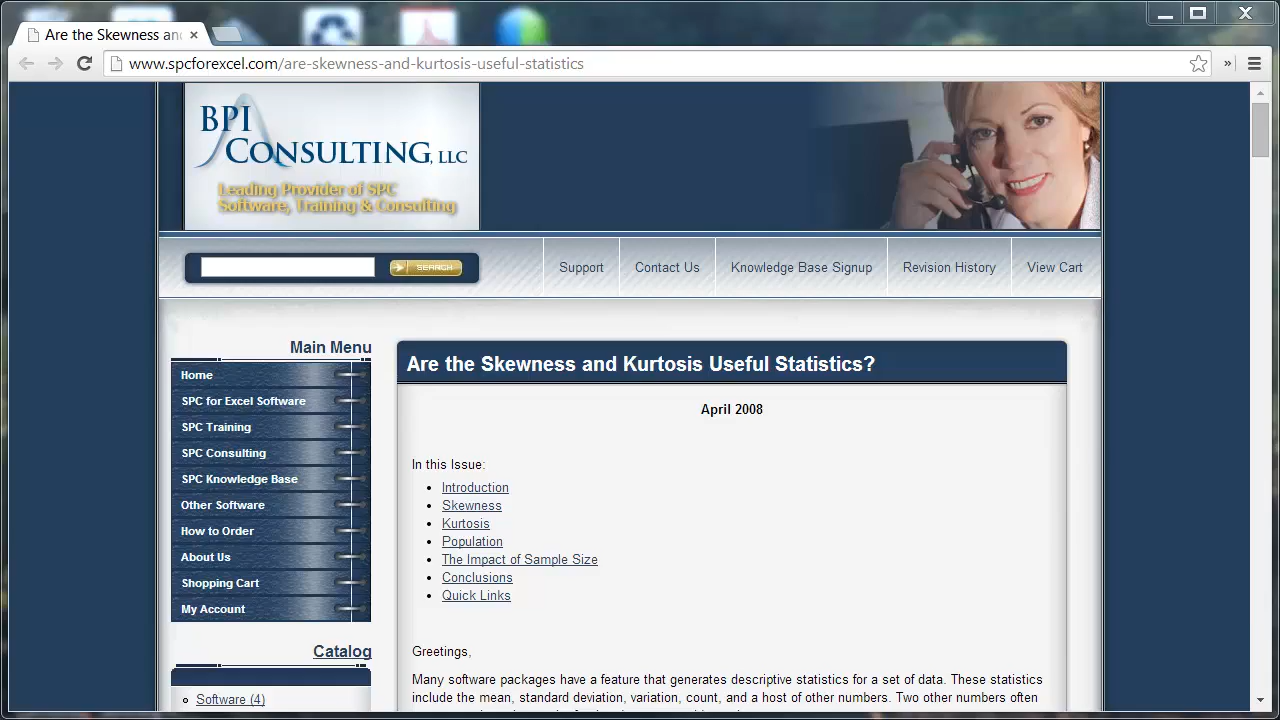 Are the Skewness an
www.spcforexcel.com/are-skewness-and-kurtosis-useful-statistics
BPI
CONSULTING, LLC
Leading Provider of SPC
Software, Training & Consulting
SEARCH
Support
Contact Us
Knowledge Base Signup
Revision History
View Cart
Main Menu
Home
SPC for Excel Software
SPC Training
SPC Consulting
SPC Knowledge Base
Other Software
How to Order
About Us
Shopping Cart
My Account
Catalog
Software (4)
Are the Skewness and Kurtosis Useful Statistics?
April 2008
In this Issue:
Introduction
Skewness
Kurtosis
Population
The Impact of Sample Size
Conclusions
Quick Links
Greetings,
Many software packages have a feature that generates descriptive statistics for a set of data. These statistics
include the mean, standard deviation, variation, count, and a host of other numbers. Two other numbers often